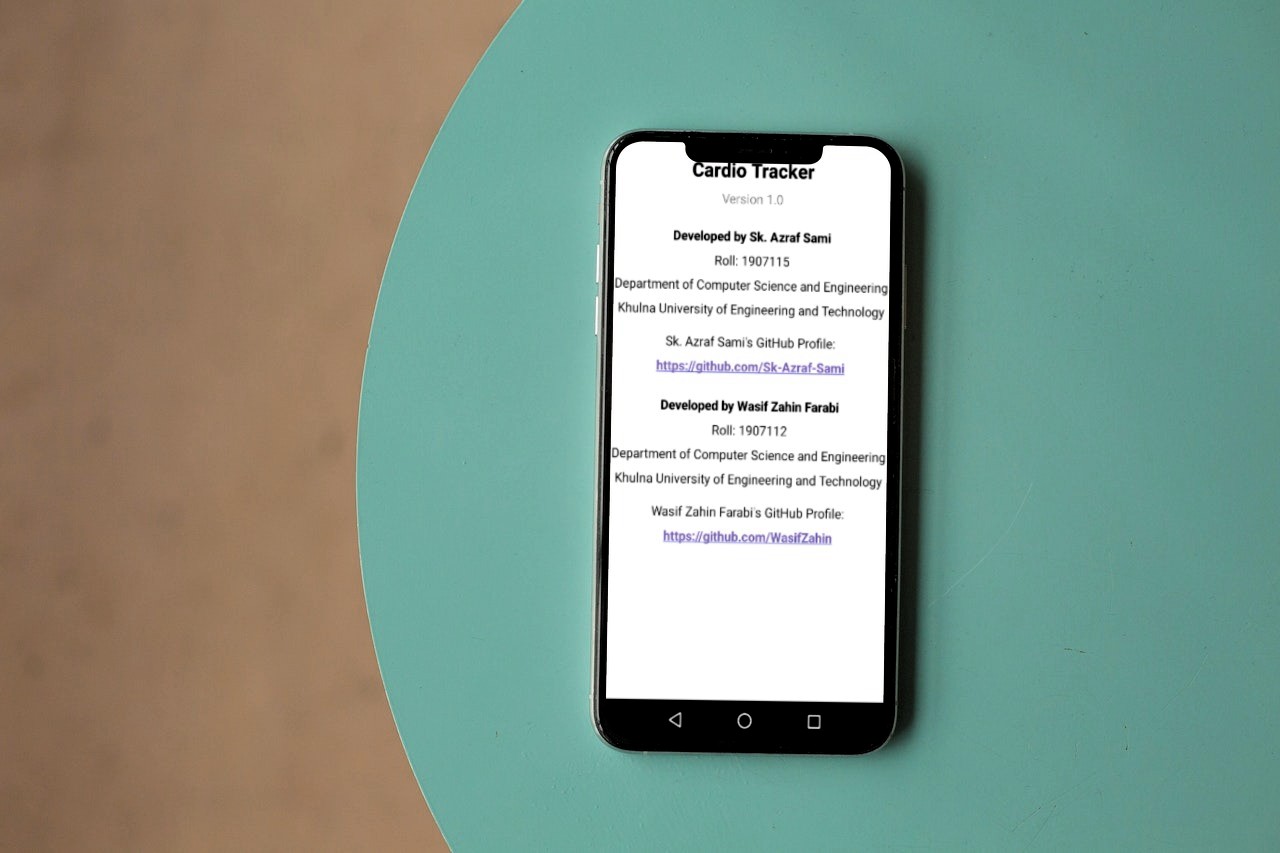 Cardio Tracker
Version 1.0
Developed by Sk. Azraf Sami
Roll: 1907115
Department of Computer Science and Engineering
Khulna University of Engineering and Technology
Sk. Azraf Sami's GitHub Profile:
https://github.com/Sk-Azraf-Sami
Developed by Wasif Zahin Farabi
Roll: 1907112
Department of Computer Science and Engineering
Khulna University of Engineering and Technology
Wasif Zahin Farabi's GitHub Profile:
https://github.com/WasifZahin